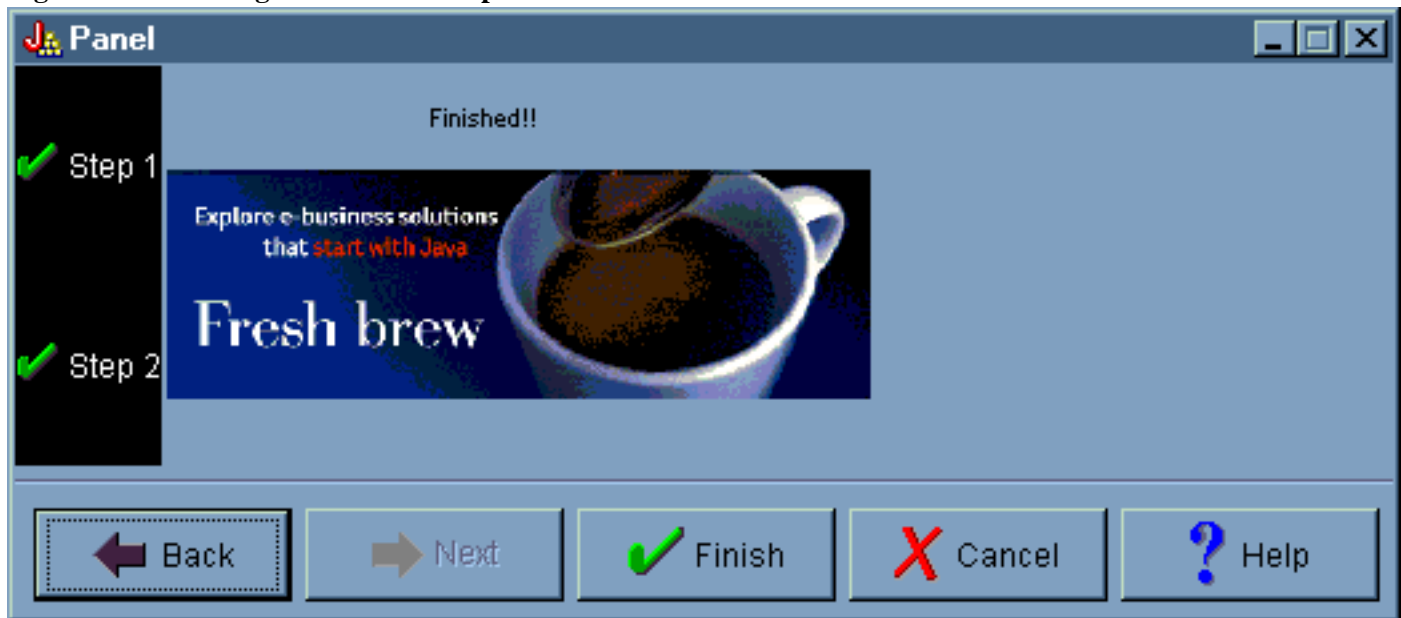 Panel
Finished!!
Step 1
Explore e-business solutions
that start with Java
Fresh brew
Step 2
Back
Next
Finish
Cancel
? Help